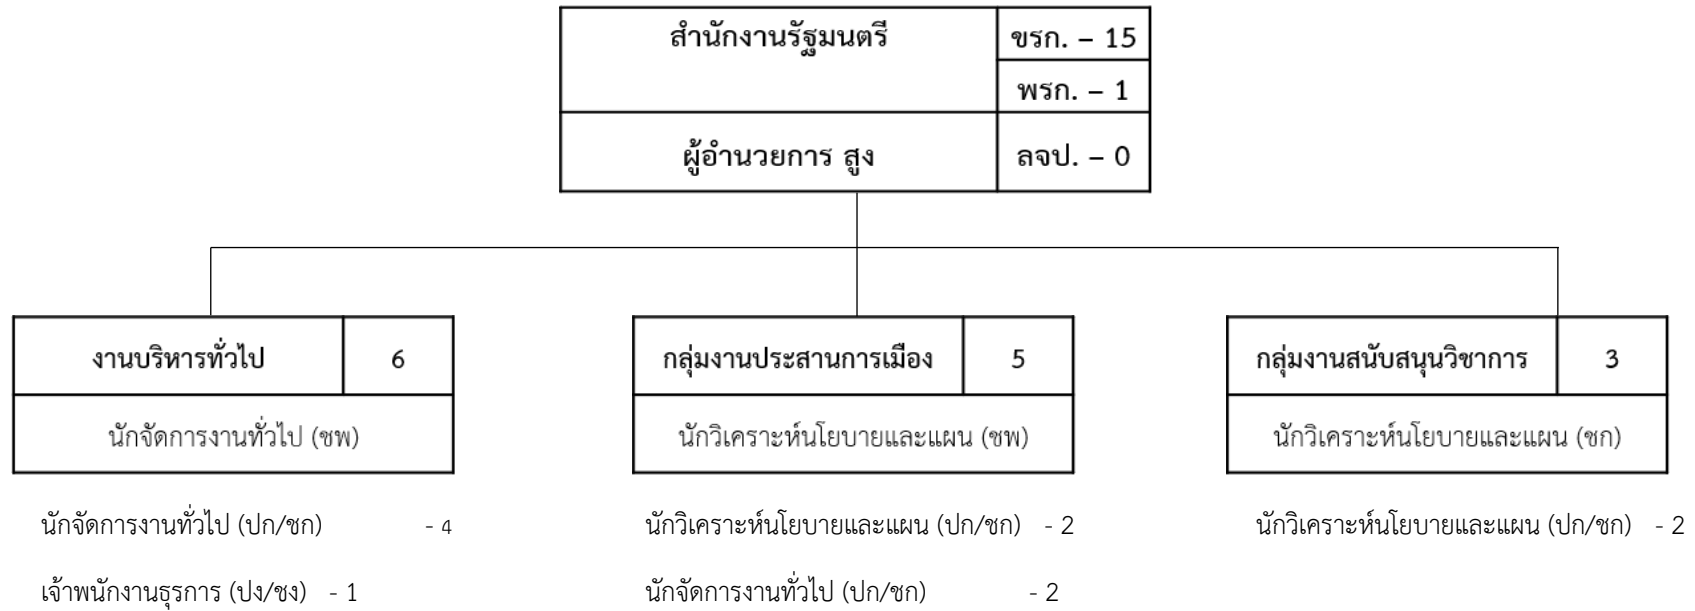 สำนักงานรัฐมนตรี
ขรก. – 15
พรก. – 1
ผู้อำนวยการ สูง
ลจป. – 0
งานบริหารทั่วไป 6
นักจัดการงานทั่วไป (ชพ)
นักจัดการงานทั่วไป (ปก/ชก) - 4
เจ้าพนักงานธุรการ (ปง/ชง) - 1
กลุ่มงานประสานการเมือง 5
นักวิเคราะห์นโยบายและแผน (ชพ)
นักวิเคราะห์นโยบายและแผน (ปก/ชก) - 2
นักจัดการงานทั่วไป (ปก/ชก) - 2
กลุ่มงานสนับสนุนวิชาการ 3
นักวิเคราะห์นโยบายและแผน (ชก)
นักวิเคราะห์นโยบายและแผน (ปก/ชก) - 2